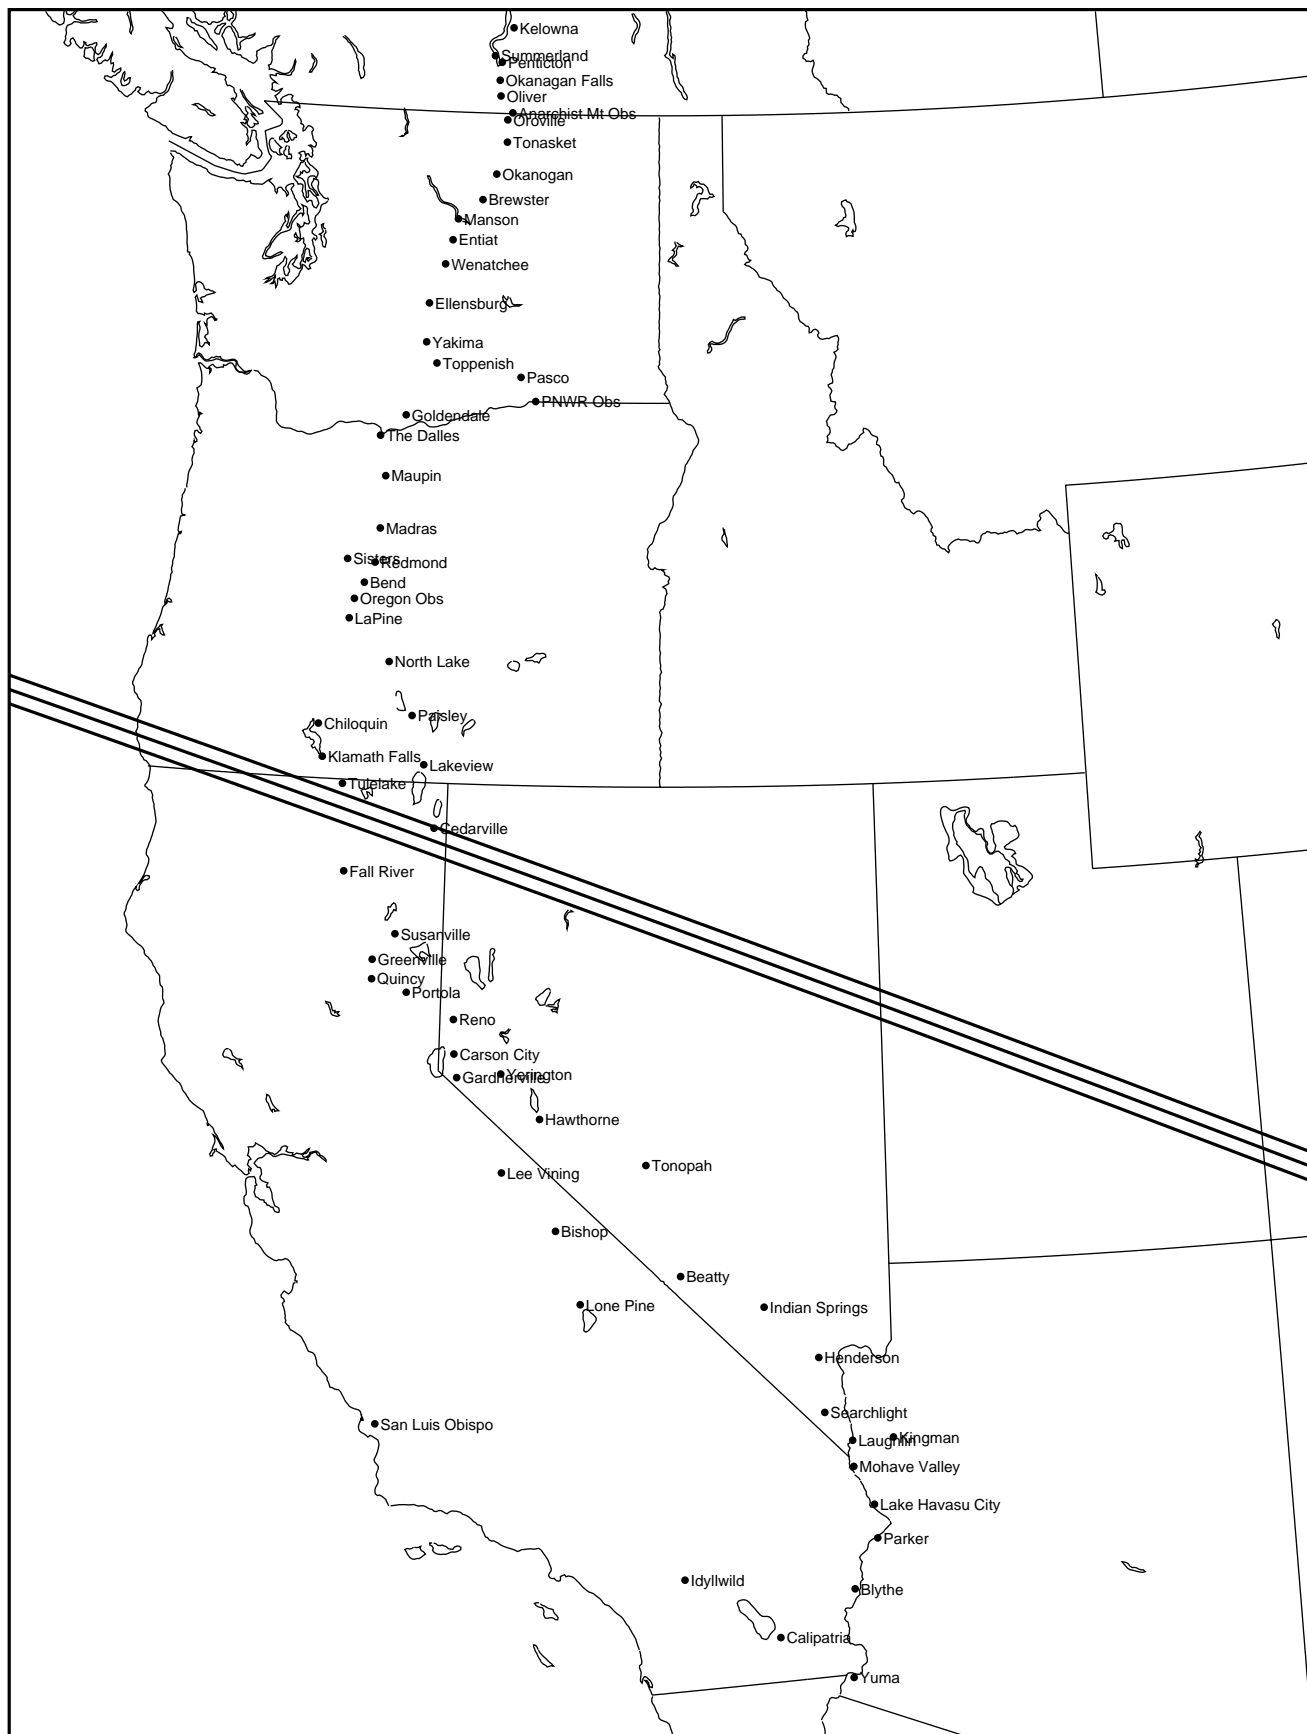 Kelowna
Summerland
Penticton
Okanagan Falls
Oliver
Anarchist Mt Obs
Oroville
Tonasket
Okanogan
Brewster
Manson
Entiat
Wenatchee
Ellensburg
Yakima
Toppenish
Pasco
PNWR Obs
Goldendale
The Dalles
Maupin
Madras
Sisters
Redmond
Bend
Oregon Obs
LaPine
North Lake
Paisley
Chiloquin
Klamath Falls
Lakeview
Tulelake
Cedarville
Fall River
Susanville
Greenville
Quincy
Portola
Reno
Carson City
Yerington
Gardnerville
Hawthorne
Tonopah
Lee Vining
Bishop
Beatty
Lone Pine
Indian Springs
Henderson
Searchlight
San Luis Obispo
Kingman
Laughlin
Mohave Valley
Lake Havasu City
Parker
Idyllwild
Blythe
Calipatria
Yuma